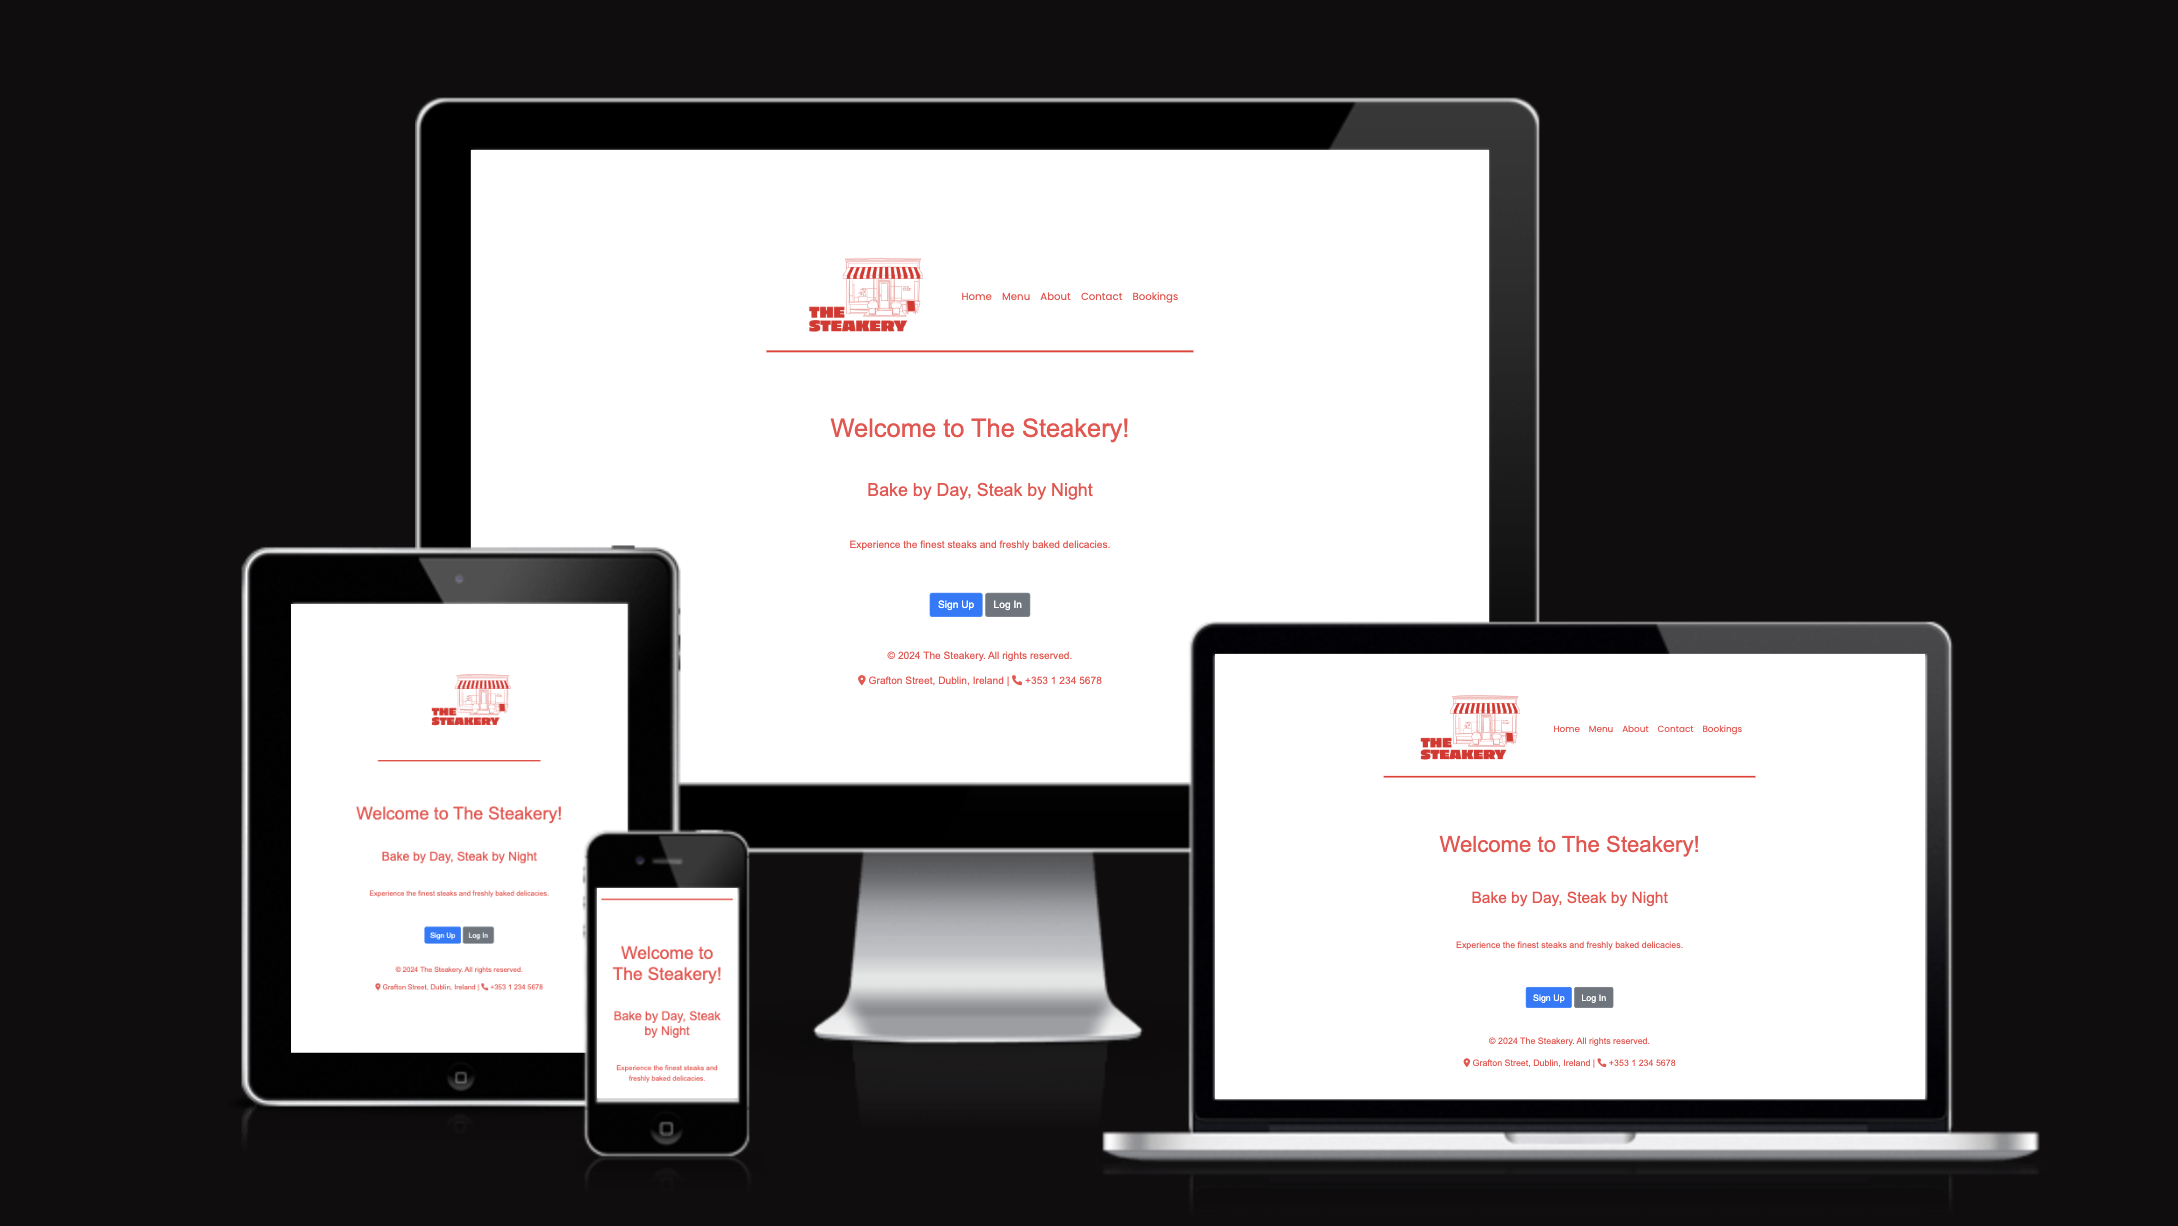 THE
STEAKERY
Home Menu About Contact Bookings
Welcome to The Steakery!
Bake by Day, Steak by Night
Experience the finest steaks and freshly baked delicacies.
Sign Up Log In
© 2024 The Steakery. All rights reserved.
Grafton Street, Dublin, Ireland | +353 1 234 5678
THE
STEAKERY
Welcome to The Steakery!
Bake by Day, Steak by Night
Experience the finest steaks and freshly baked delicacies.
Sign Up Log In
© 2024 The Steakery. All rights reserved.
Grafton Street, Dublin, Ireland | +353 1 234 5678
Welcome to
The Steakery!
Bake by Day, Steak
by Night
Experience the finest steaks and
freshly baked delicacies.
THE
STEAKERY
Home Menu About Contact Bookings
Welcome to The Steakery!
Bake by Day, Steak by Night
Experience the finest steaks and freshly baked delicacies.
Sign Up Log In
© 2024 The Steakery. All rights reserved.
Grafton Street, Dublin, Ireland | +353 1 234 5678